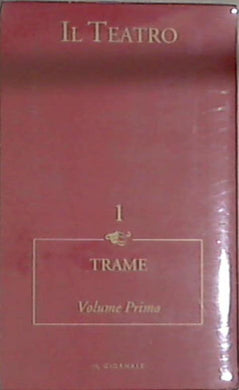 IL TEATRO
1
TRAME
Volume Primo
IL GIORNALE